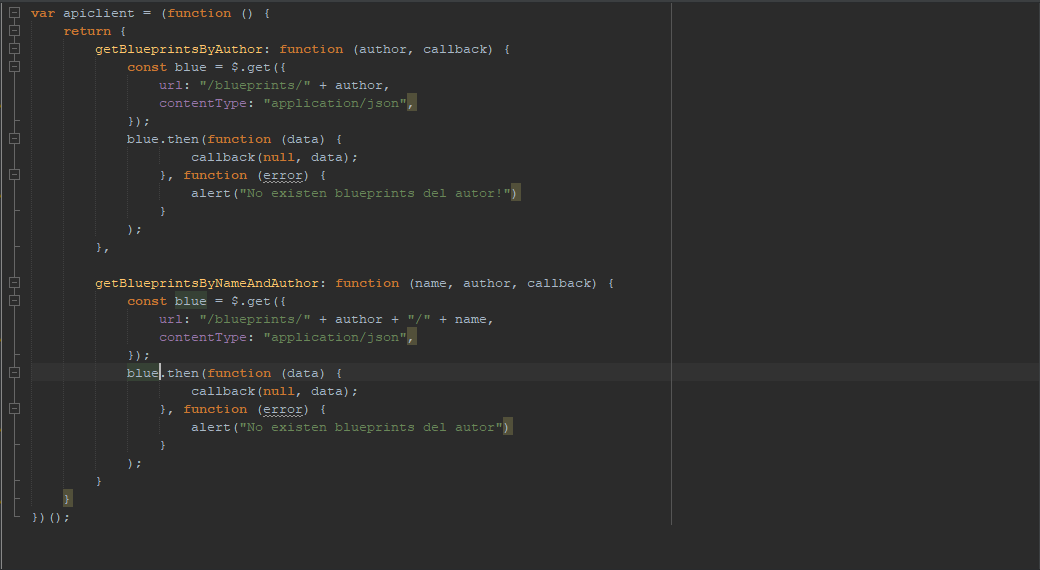 var apiclient = (function () {
    return {
        getBlueprintsByAuthor: function (author, callback) {
            const blue = $.get({
                url: "/blueprints/" + author,
                contentType: "application/json",
            });
            blue.then(function (data) {
                    callback(null, data);
                }, function (error) {
                    alert("No existen blueprints del autor!")
                }
            );
        },

        getBlueprintsByNameAndAuthor: function (name, author, callback) {
            const blue = $.get({
                url: "/blueprints/" + author + "/" + name,
                contentType: "application/json",
            });
            blue.then(function (data) {
                    callback(null, data);
                }, function (error) {
                    alert("No existen blueprints del autor")
                }
            );
        }
    }
})();